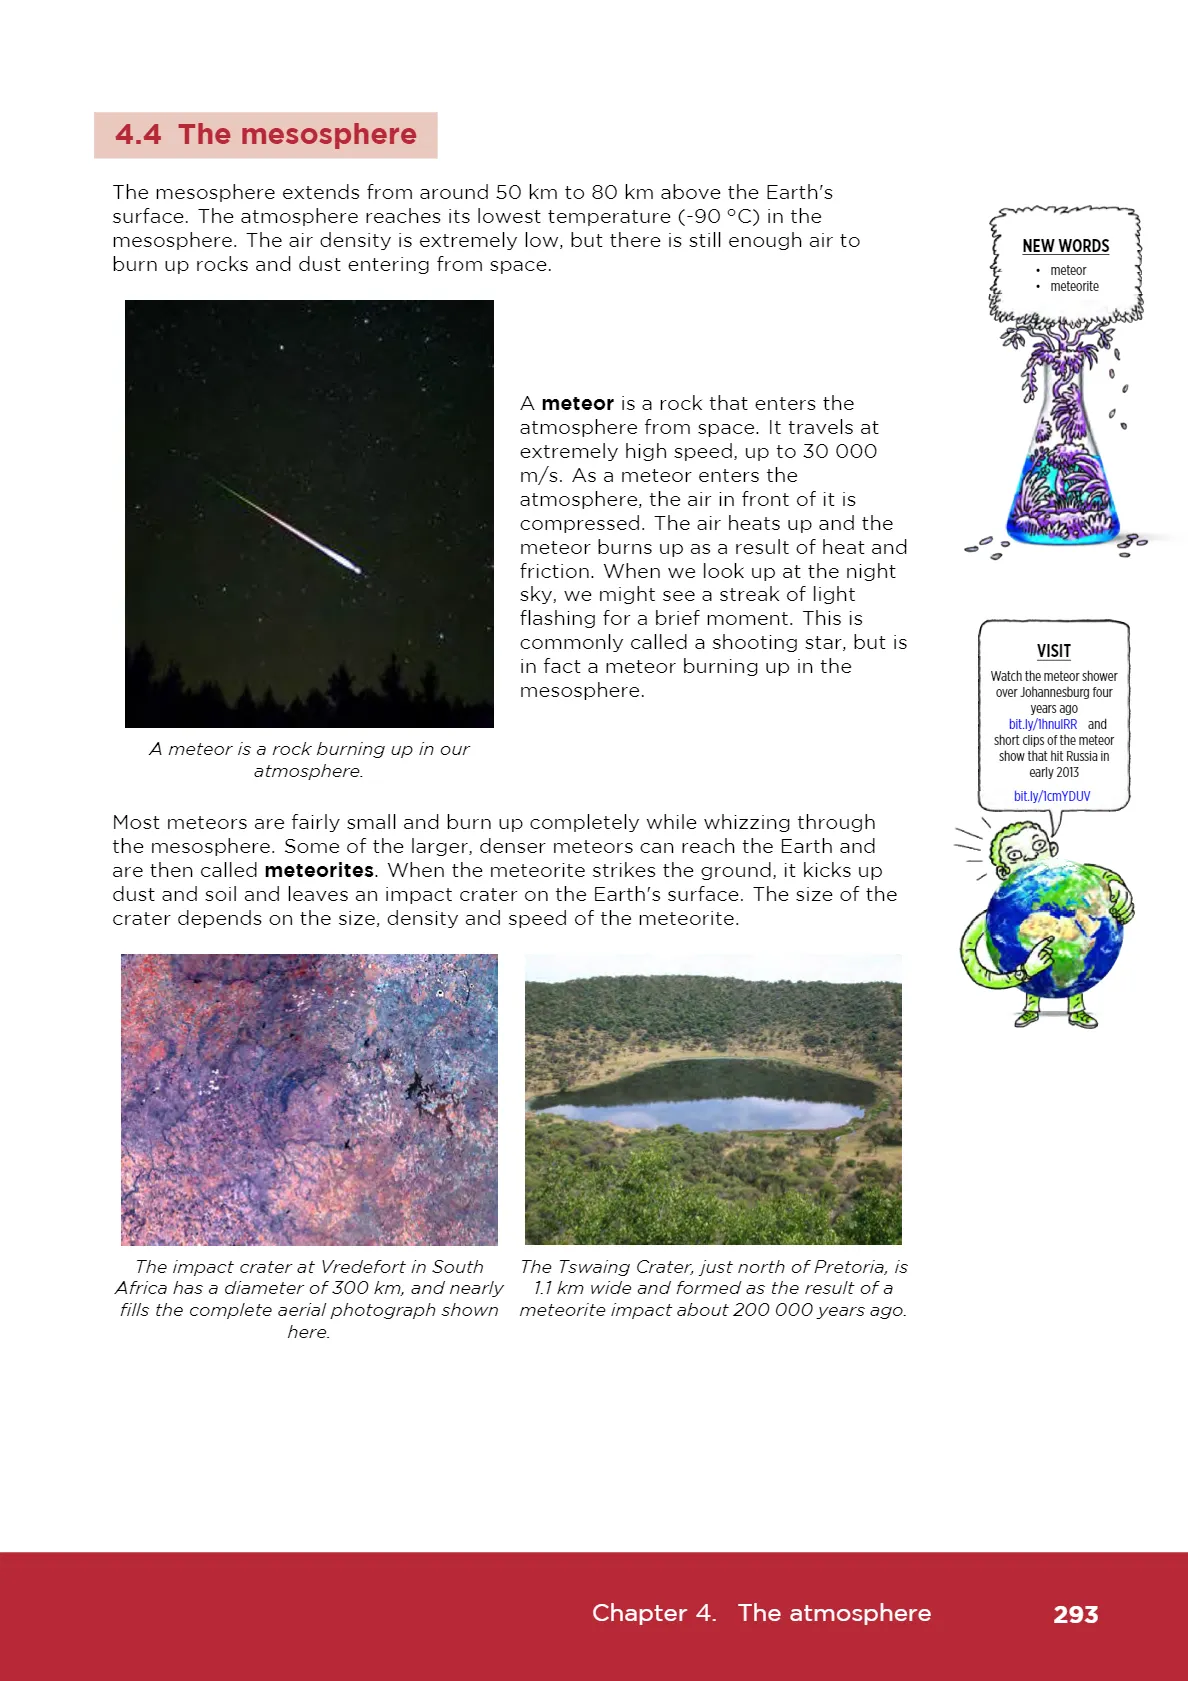 4.4 The mesosphere
The mesosphere extends from around 50 km to 80 km above the Earth's
surface. The atmosphere reaches its lowest temperature (-90 °C) in the
mesosphere. The air density is extremely low, but there is still enough air to
burn up rocks and dust entering from space.
A meteor is a rock that enters the
atmosphere from space. It travels at
extremely high speed, up to 30 000
m/s. As a meteor enters the
atmosphere, the air in front of it is
compressed. The air heats up and the
meteor burns up as a result of heat and
friction. When we look up at the night
sky, we might see a streak of light
flashing for a brief moment. This is
commonly called a shooting star, but is
in fact a meteor burning up in the
mesosphere.
A meteor is a rock burning up in our
atmosphere.
Most meteors are fairly small and burn up completely while whizzing through
the mesosphere. Some of the larger, denser meteors can reach the Earth and
are then called meteorites. When the meteorite strikes the ground, it kicks up
dust and soil and leaves an impact crater on the Earth's surface. The size of the
crater depends on the size, density and speed of the meteorite.
The impact crater at Vredefort in South
Africa has a diameter of 300 km, and nearly
fills the complete aerial photograph shown
here.
The Tswaing Crater, just north of Pretoria, is
1.1 km wide and formed as the result of a
meteorite impact about 200 000 years ago.
NEW WORDS
• meteor
• meteorite
VISIT
Watch the meteor shower
over Johannesburg four
years ago
bit.ly/1hnuIRR and
short clips of the meteor
show that hit Russia in
early 2013
bit.ly/1cmYDUV
Chapter 4. The atmosphere 293